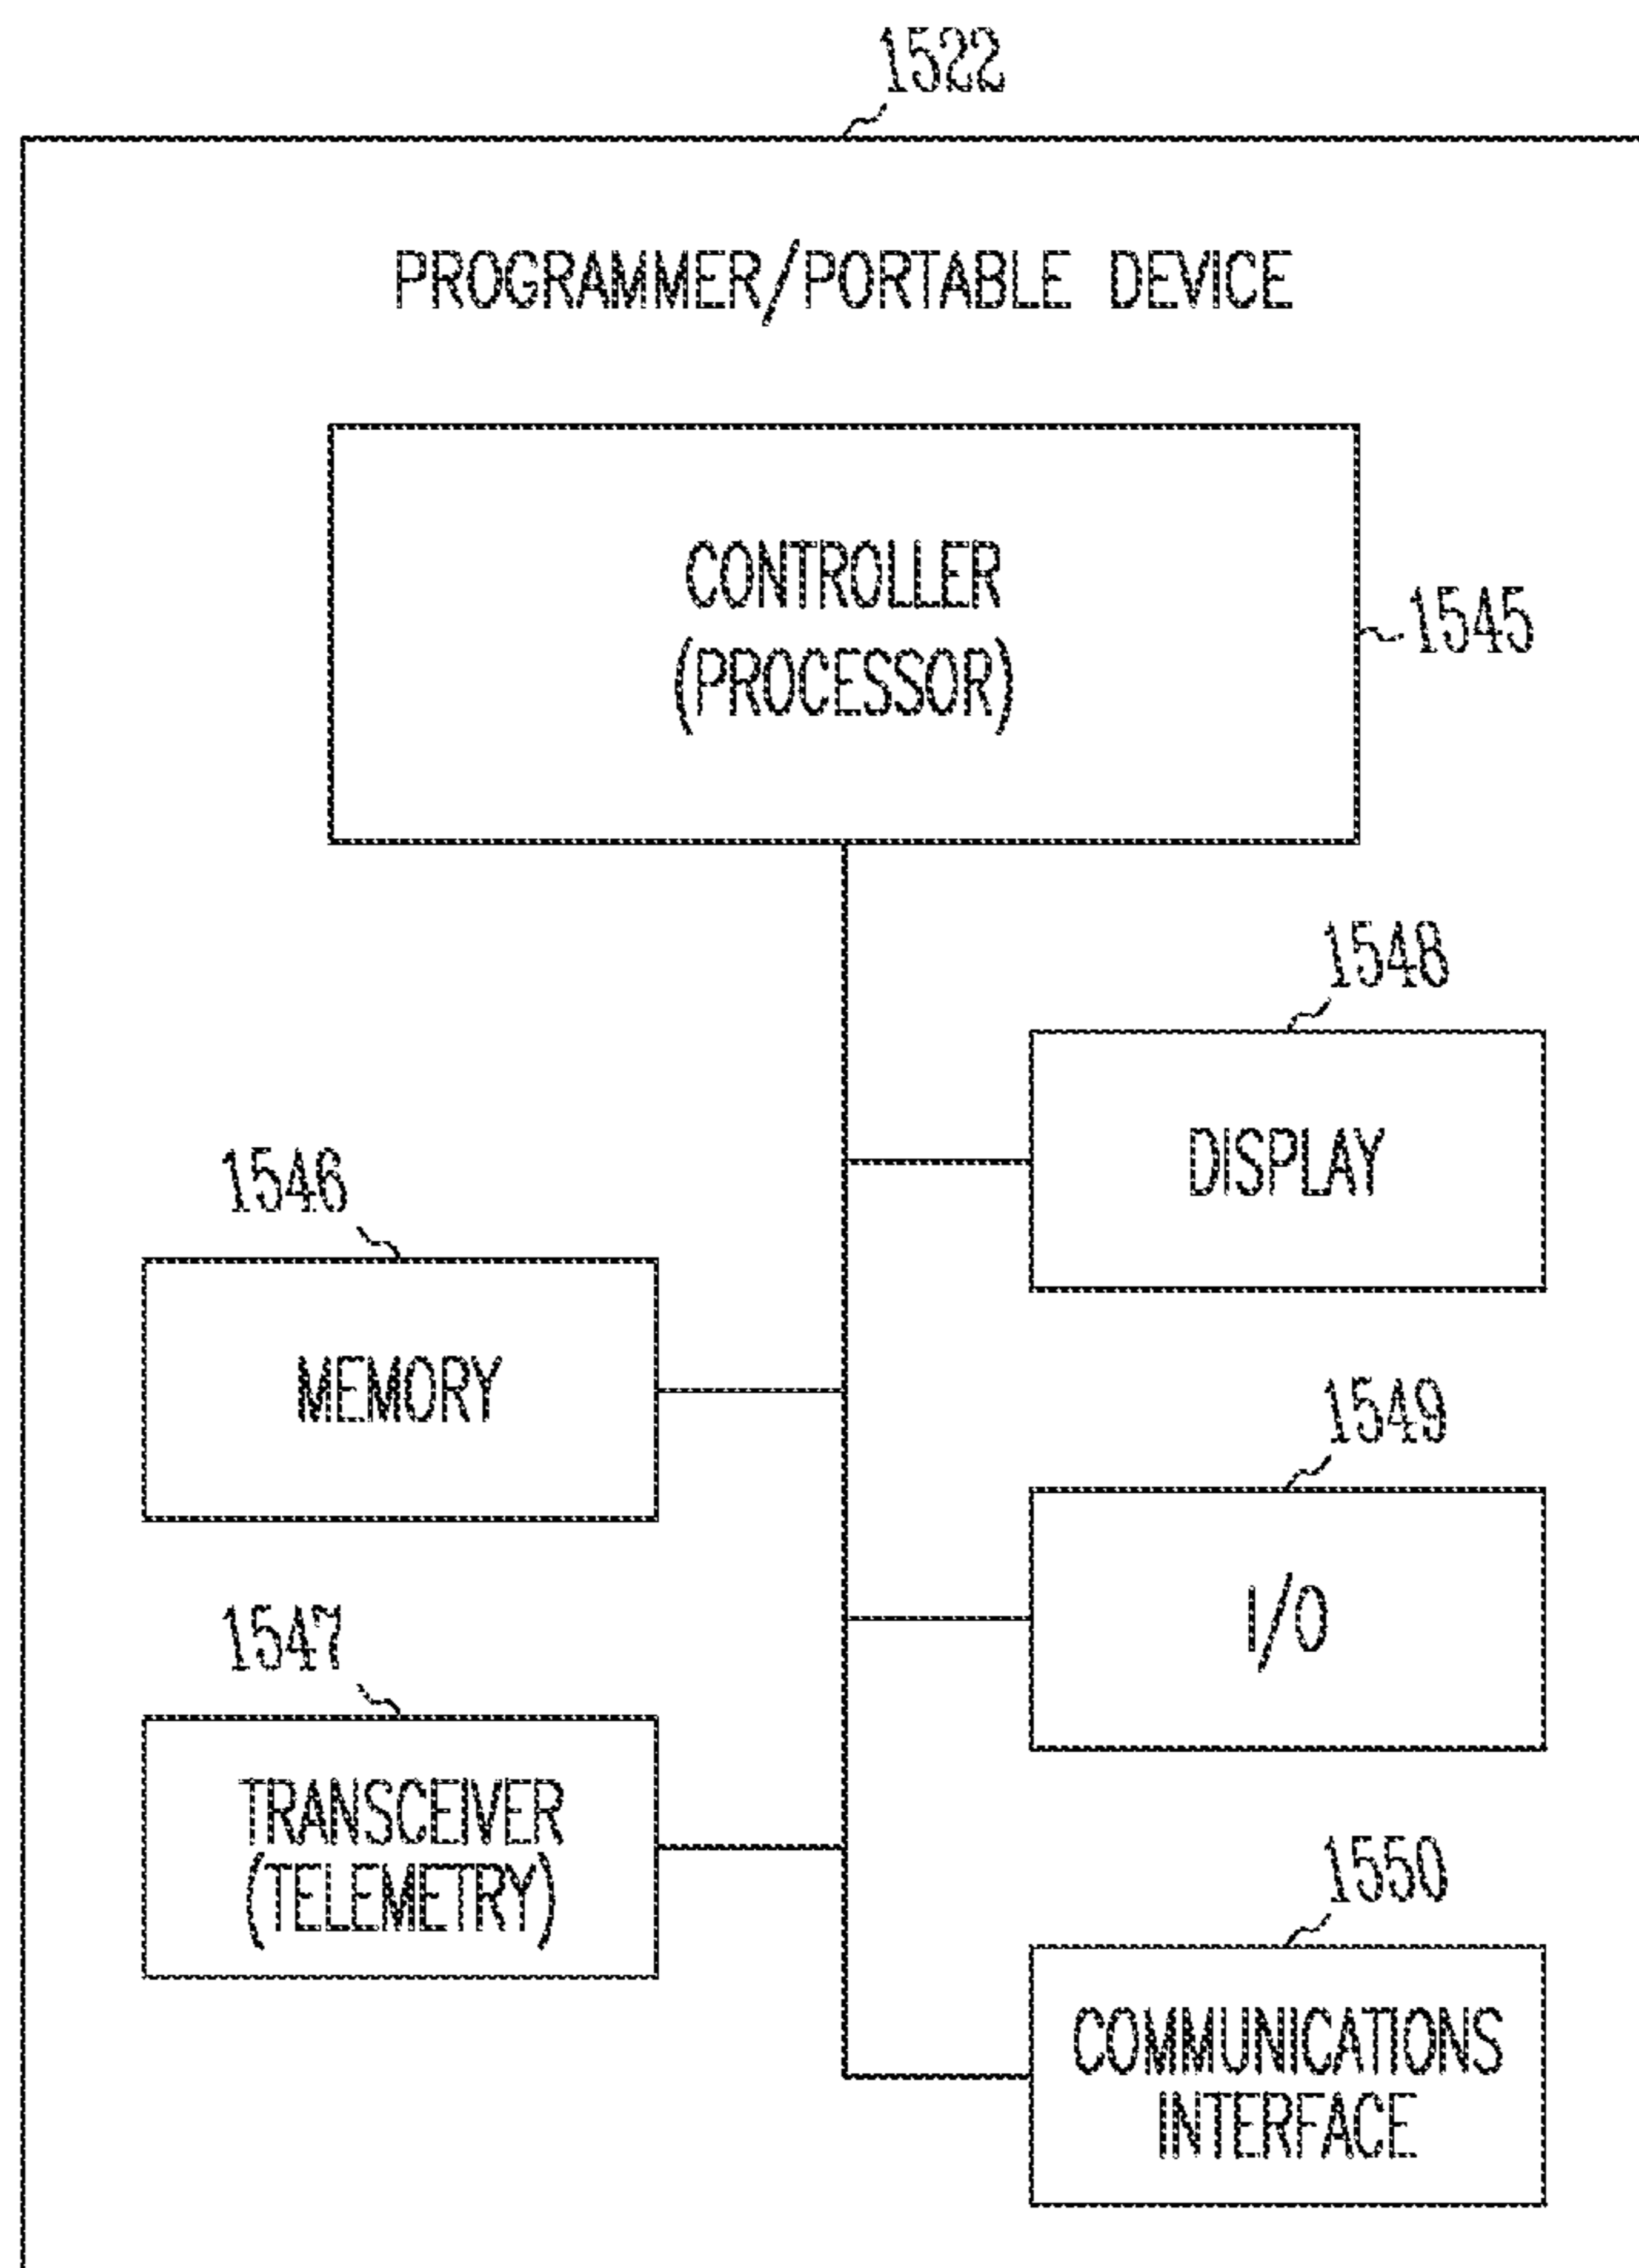 1522
PROGRAMMER/PORTABLE DEVICE
CONTROLLER
(PROCESSOR)
1545
1548
DISPLAY
1546
MEMORY
1549
I/O
1547
TRANSCEIVER
(TELEMETRY)
1550
COMMUNICATIONS
INTERFACE